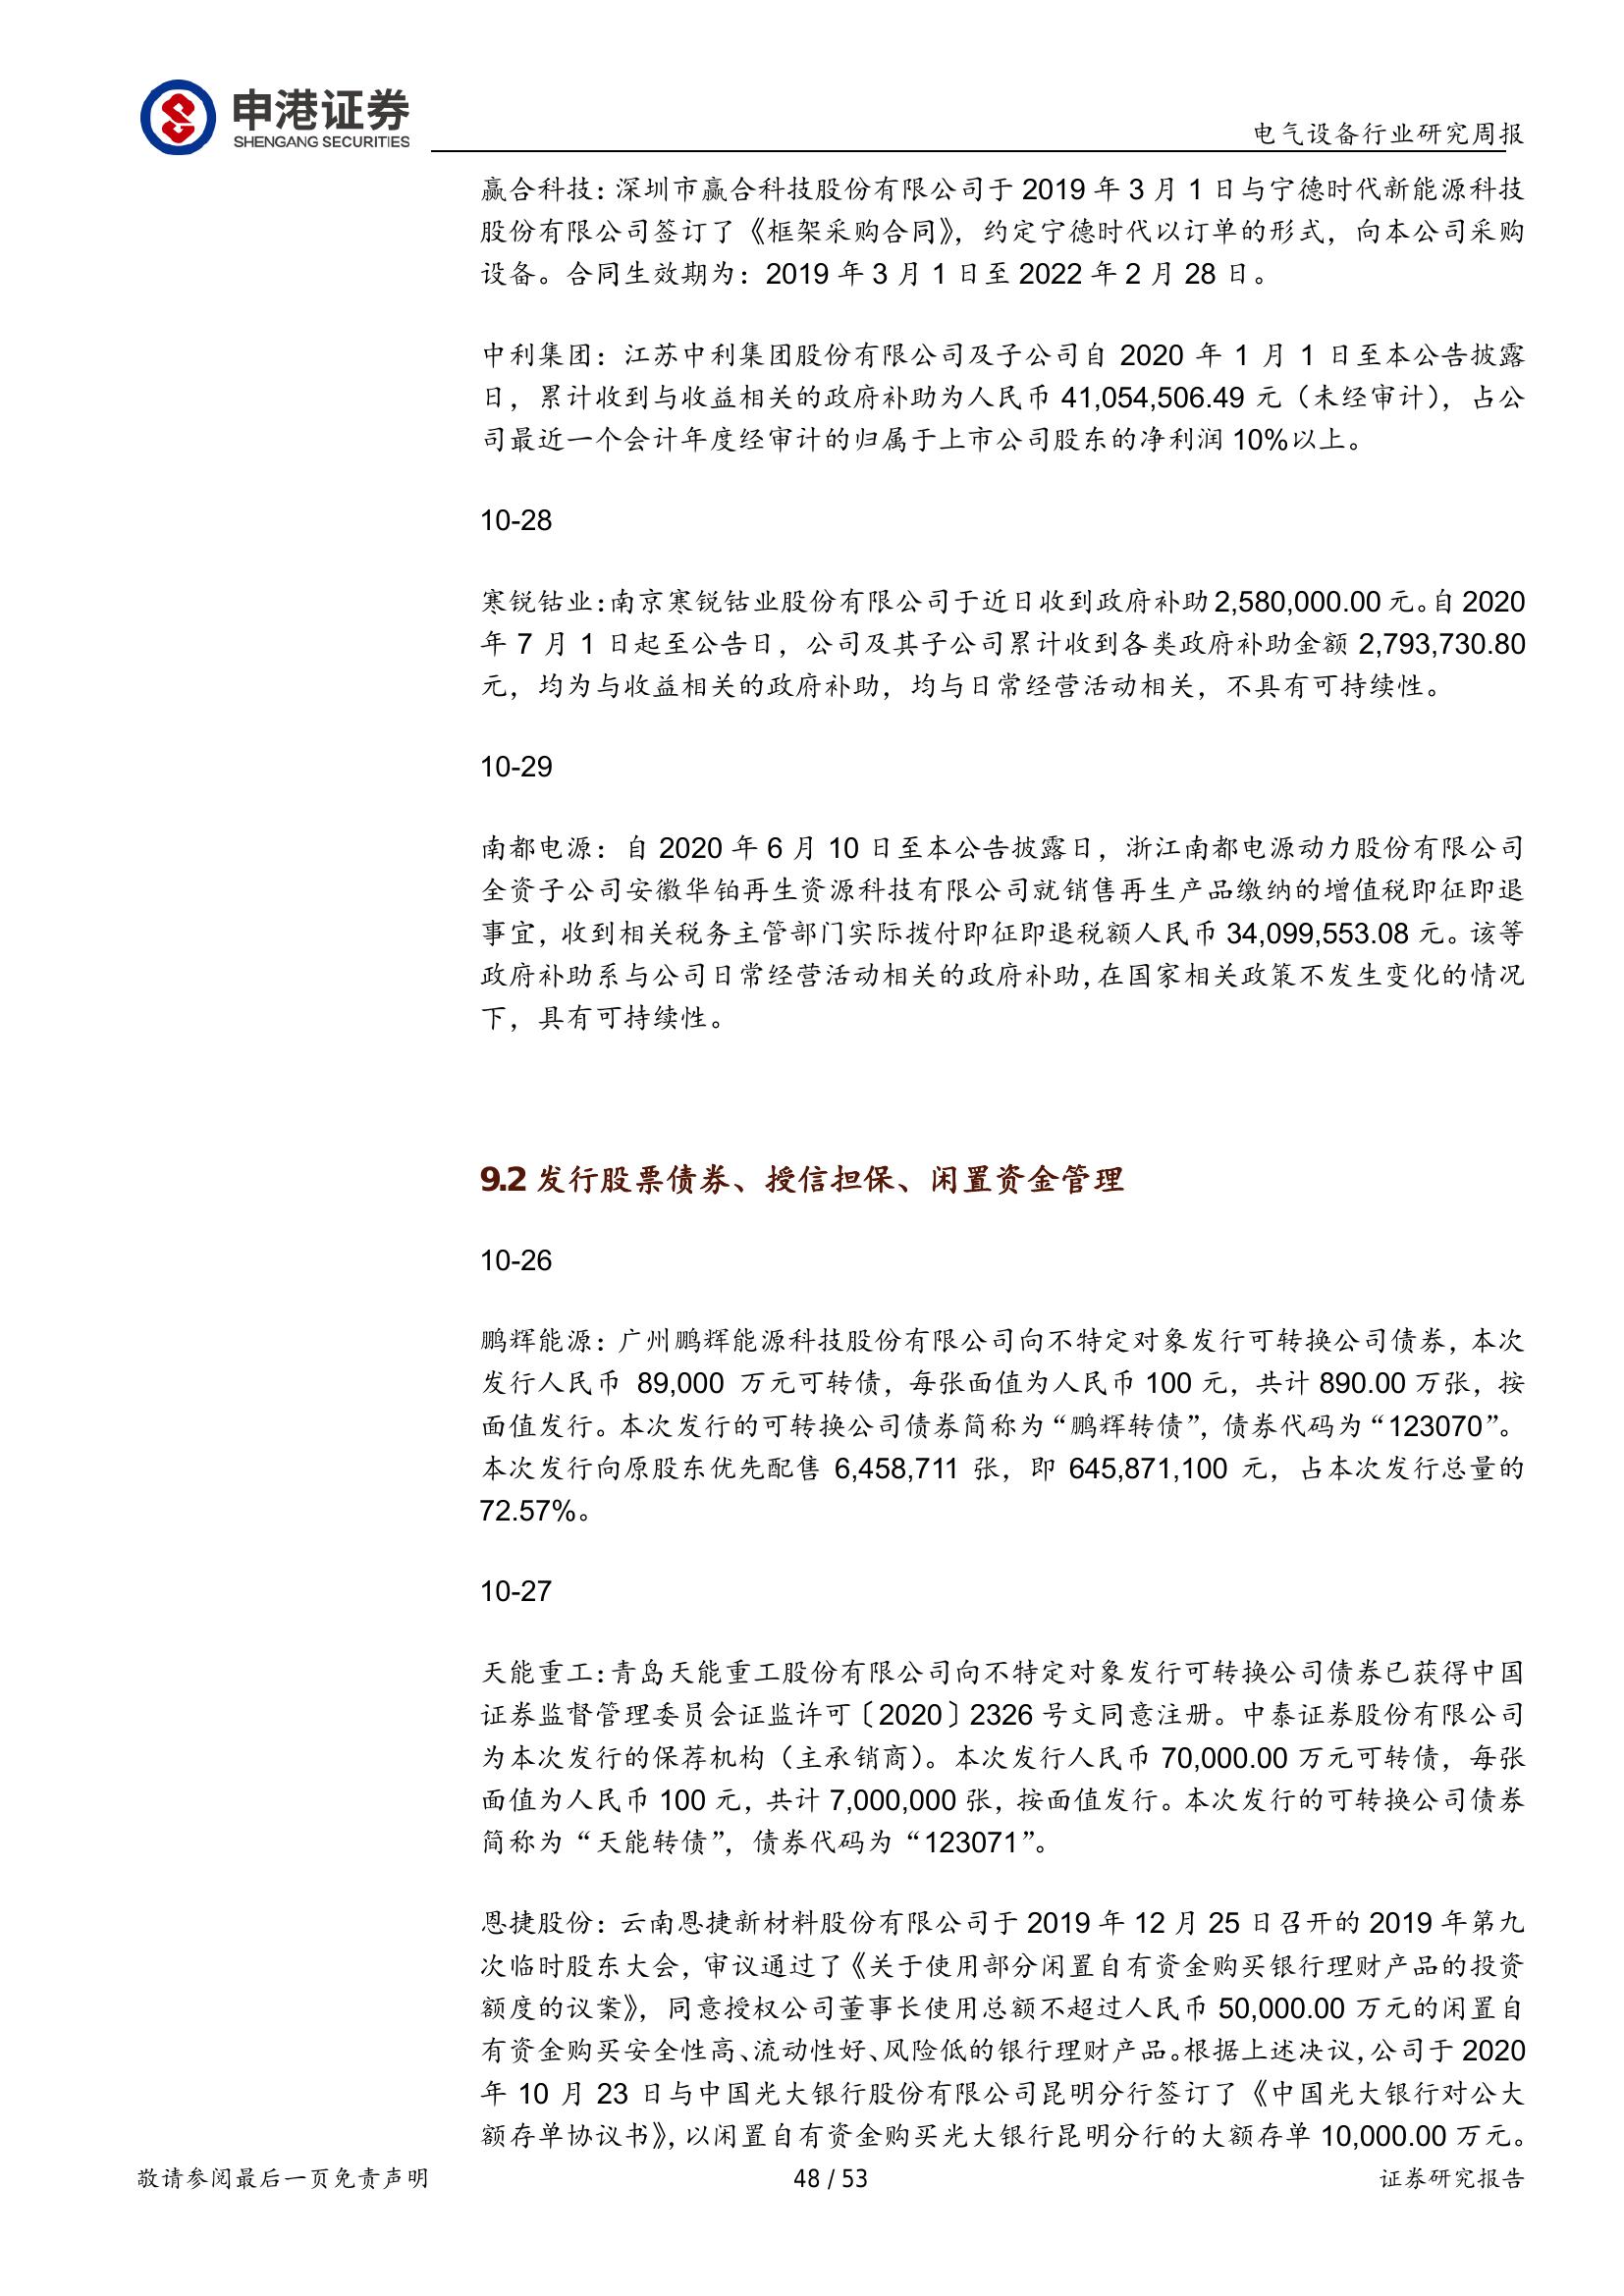 申港证券
SHENGANG SECURITIES
电气设备行业研究周报
赢合科技：深圳市赢合科技股份有限公司于 2019 年 3 月 1 日与宁德时代新能源科技
股份有限公司签订了《框架采购合同》，约定宁德时代以订单的形式，向本公司采购
设备。合同生效期为：2019 年 3 月 1 日至 2022 年 2 月 28 日。
中利集团：江苏中利集团股份有限公司及子公司自 2020 年 1 月 1 日至本公告披露
日，累计收到与收益相关的政府补助为人民币 41,054,506.49 元（未经审计），占公
司最近一个会计年度经审计的归属于上市公司股东的净利润 10%以上。
10-28
寒锐钴业：南京寒锐钴业股份有限公司于近日收到政府补助 2,580,000.00 元。自 2020
年 7 月 1 日起至公告日，公司及其子公司累计收到各类政府补助金额 2,793,730.80
元，均为与收益相关的政府补助，均与日常经营活动相关，不具有可持续性。
10-29
南都电源：自 2020 年 6 月 10 日至本公告披露日，浙江南都电源动力股份有限公司
全资子公司安徽华铂再生资源科技有限公司就销售再生产品缴纳的增值税即征即退
事宜，收到相关税务主管部门实际拨付即征即退税额人民币 34,099,553.08 元。该等
政府补助系与公司日常经营活动相关的政府补助，在国家相关政策不发生变化的情况
下，具有可持续性。
9.2 发行股票债券、授信担保、闲置资金管理
10-26
鹏辉能源：广州鹏辉能源科技股份有限公司向不特定对象发行可转换公司债券，本次
发行人民币 89,000 万元可转债，每张面值为人民币 100 元，共计 890.00 万张，按
面值发行。本次发行的可转换公司债券简称为“鹏辉转债”，债券代码为“123070”。
本次发行向原股东优先配售 6,458,711 张，即 645,871,100 元，占本次发行总量的
72.57%。
10-27
天能重工：青岛天能重工股份有限公司向不特定对象发行可转换公司债券已获得中国
证券监督管理委员会证监许可〔2020〕2326 号文同意注册。中泰证券股份有限公司
为本次发行的保荐机构（主承销商）。本次发行人民币 70,000.00 万元可转债，每张
面值为人民币 100 元，共计 7,000,000 张，按面值发行。本次发行的可转换公司债券
简称为“天能转债”，债券代码为“123071”。
恩捷股份：云南恩捷新材料股份有限公司于 2019 年 12 月 25 日召开的 2019 年第九
次临时股东大会，审议通过了《关于使用部分闲置自有资金购买银行理财产品的投资
额度的议案》，同意授权公司董事长使用总额不超过人民币 50,000.00 万元的闲置自
有资金购买安全性高、流动性好、风险低的银行理财产品。根据上述决议，公司于 2020
年 10 月 23 日与中国光大银行股份有限公司昆明分行签订了《中国光大银行对公大
额存单协议书》，以闲置自有资金购买光大银行昆明分行的大额存单 10,000.00 万元。
敬请参阅最后一页免责声明
48 / 53
证券研究报告